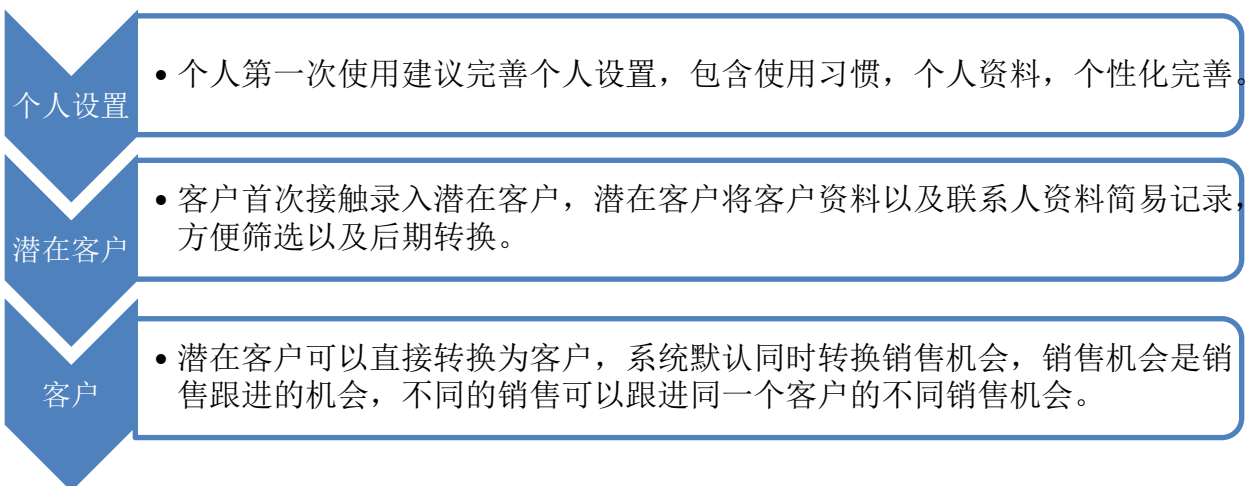 个人设置
• 个人第一次使用建议完善个人设置，包含使用习惯，个人资料，个性化完善。
潜在客户
• 客户首次接触录入潜在客户，潜在客户将客户资料以及联系人资料简易记录，
方便筛选以及后期转换。
客户
• 潜在客户可以直接转换为客户，系统默认同时转换销售机会，销售机会是销
售跟进的机会，不同的销售可以跟进同一个客户的不同销售机会。